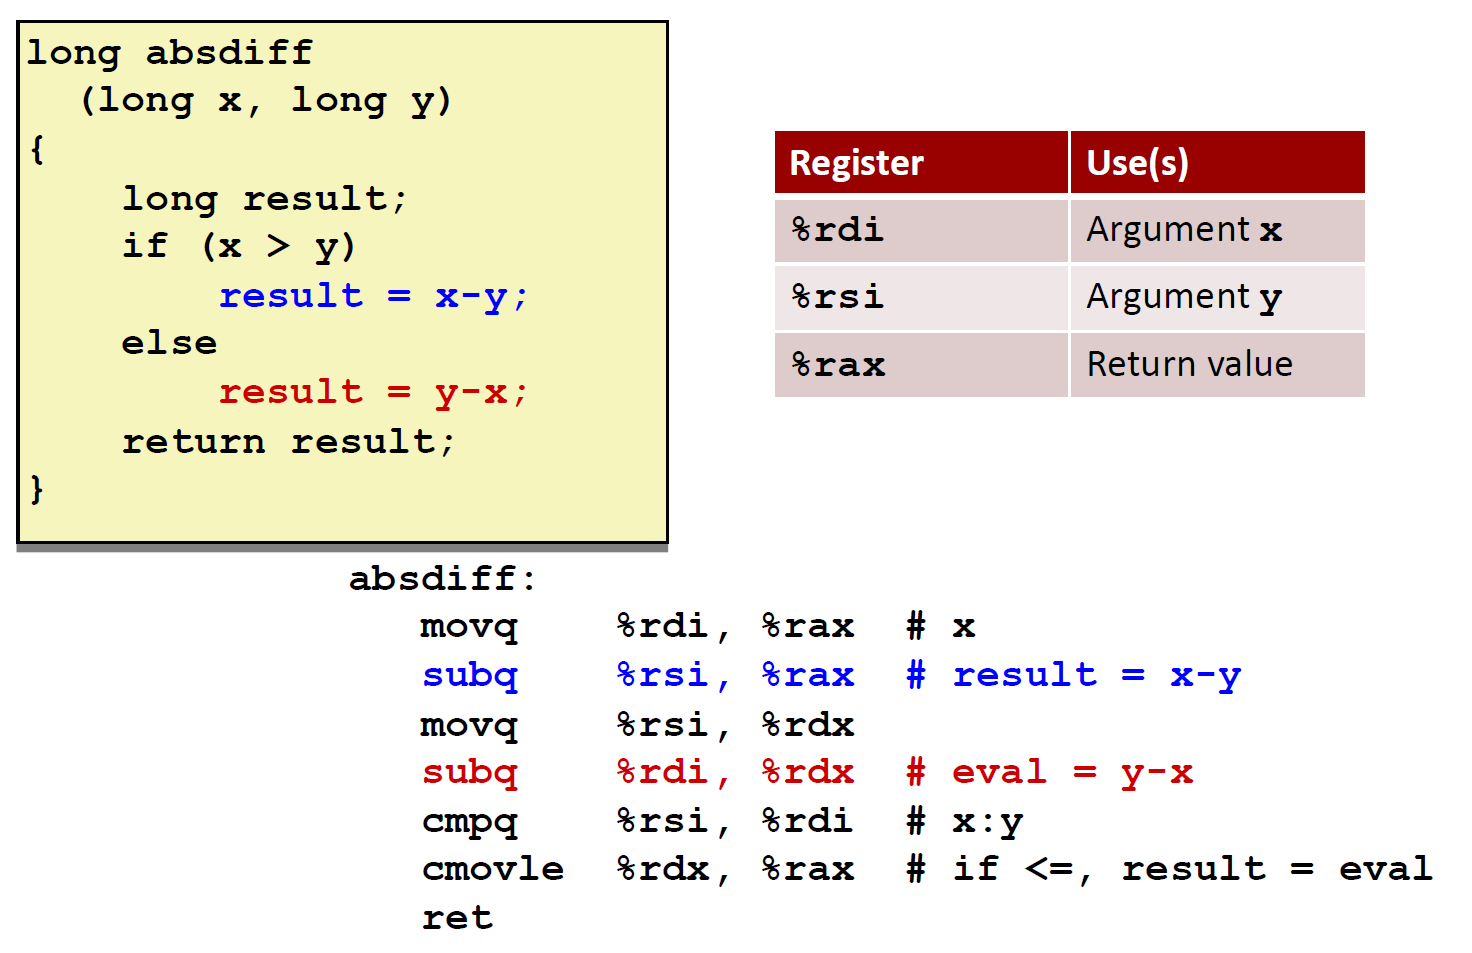 long absdiff
  (long x, long y)
{
    long result;
    if (x > y)
        result = x-y;
    else
        result = y-x;
    return result;
}
Register Use(s)
%rdi Argument x
%rsi Argument y
%rax Return value
absdiff:
   movq    %rdi, %rax  # x
   subq    %rsi, %rax  # result = x-y
   movq    %rsi, %rdx
   subq    %rdi, %rdx  # eval = y-x
   cmpq    %rsi, %rdi  # x:y
   cmovle  %rdx, %rax  # if <=, result = eval
   ret